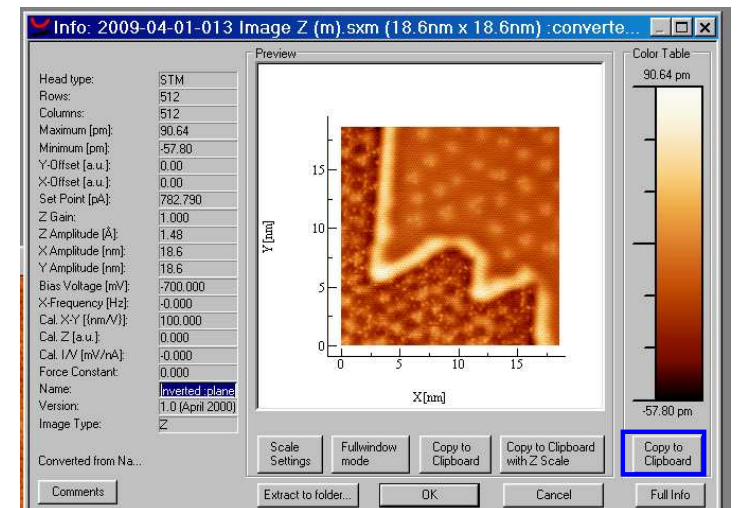 Info: 2009-04-01-013 Image Z (m).sxm (18.6nm x 18.6nm) :converte...
Head type: STM
Rows: 512
Columns: 512
Maximum [pm]: 90.64
Minimum [pm]: -57.80
Y-Offset [a.u.]: 0.00
X-Offset [a.u.]: 0.00
Set Point [pA]: 782.790
Z Gain: 1.000
Z Amplitude [Å]: 1.48
X Amplitude [nm]: 18.6
Y Amplitude [nm]: 18.6
Bias Voltage [mV]: -700.000
X-Frequency [Hz]: -0.000
Cal. X-Y [(nm/V)]: 100.000
Cal. Z [a.u.]: 0.000
Cal. I/V [mV/nA]: -0.000
Force Constant: 0.000
Name: Inverted :plane
Version: 1.0 (April 2000)
Image Type: Z
Converted from Na...
Comments
Preview
Y[nm]
15
10
5
0
0 5 10 15
X[nm]
Scale Settings
Fullwindow mode
Copy to Clipboard
Copy to Clipboard with Z Scale
Extract to folder...
OK
Cancel
Color Table
90.64 pm
-57.80 pm
Copy to Clipboard
Full Info